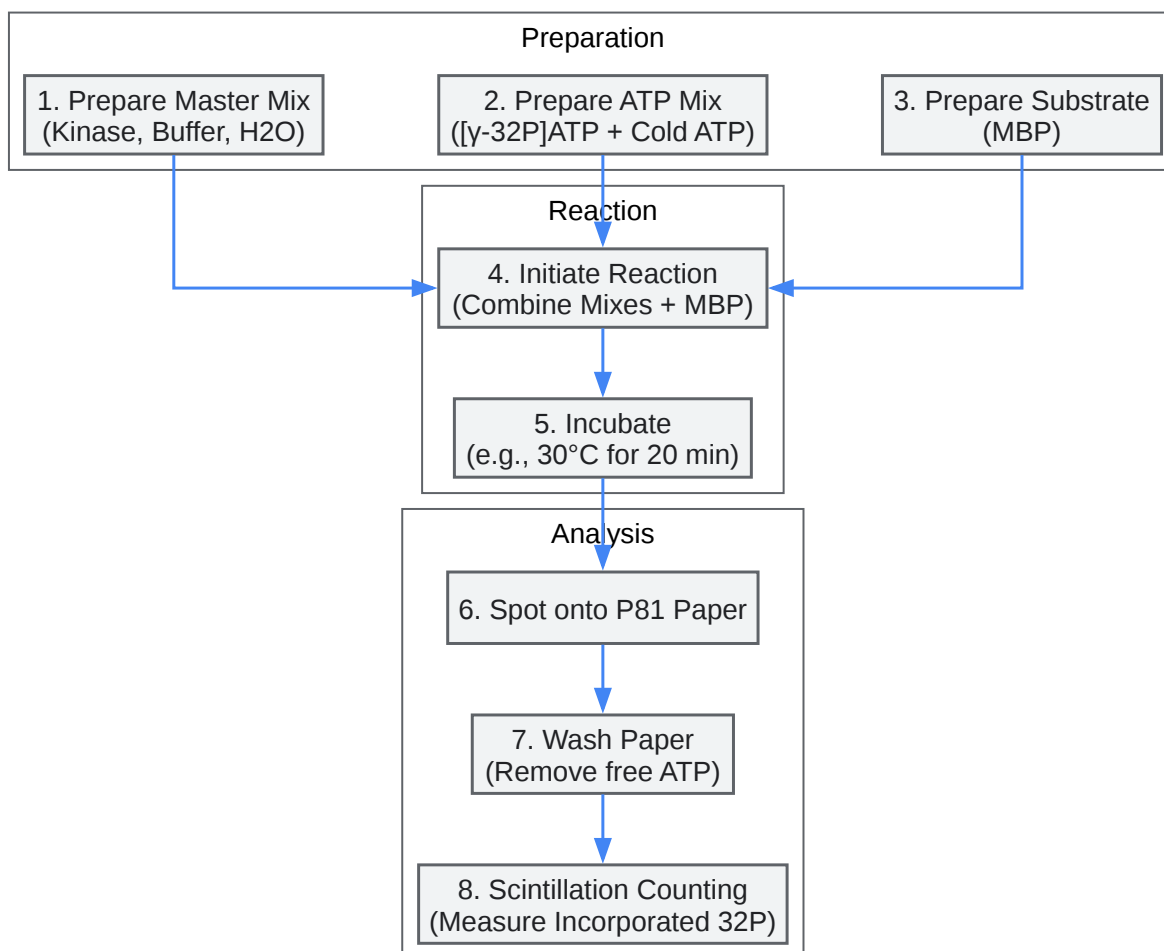 Preparation
1. Prepare Master Mix
(Kinase, Buffer, H2O)
2. Prepare ATP Mix
([γ-32P]ATP + Cold ATP)
3. Prepare Substrate
(MBP)
Reaction
4. Initiate Reaction
(Combine Mixes + MBP)
5. Incubate
(e.g., 30°C for 20 min)
Analysis
6. Spot onto P81 Paper
7. Wash Paper
(Remove free ATP)
8. Scintillation Counting
(Measure Incorporated 32P)